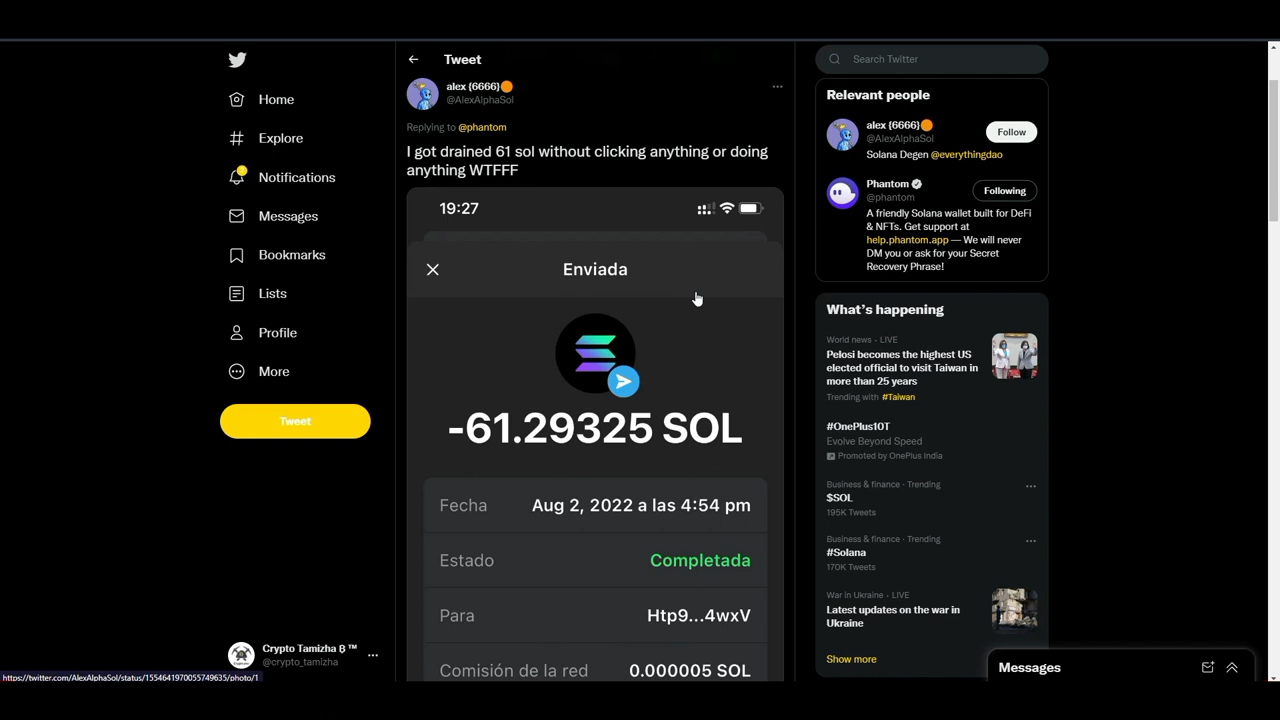 Home
Explore
2
Notifications
Messages
Bookmarks
Lists
Profile
More
Tweet
Crypto Tamizha ₿ ™
@crypto_tamizha
https://twitter.com/AlexAlphaSol/status/1554641970055749635/photo/1
Tweet
alex {6666}
@AlexAlphaSol
Replying to @phantom
I got drained 61 sol without clicking anything or doing
anything WTFFF
19:27
Enviada
-61.29325 SOL
Fecha Aug 2, 2022 a las 4:54 pm
Estado Completada
Para Htp9...4wxV
Comisión de la red 0.000005 SOL
Search Twitter
Relevant people
alex {6666}
@AlexAlphaSol
Follow
Solana Degen @everythingdao
Phantom
@phantom
Following
A friendly Solana wallet built for DeFi
& NFTs. Get support at
help.phantom.app — We will never
DM you or ask for your Secret
Recovery Phrase!
What's happening
World news · LIVE
Pelosi becomes the highest US
elected official to visit Taiwan in
more than 25 years
Trending with #Taiwan
#OnePlus10T
Evolve Beyond Speed
Promoted by OnePlus India
Business & finance · Trending
$SOL
195K Tweets
Business & finance · Trending
#Solana
170K Tweets
War in Ukraine · LIVE
Latest updates on the war in
Ukraine
Show more
Messages